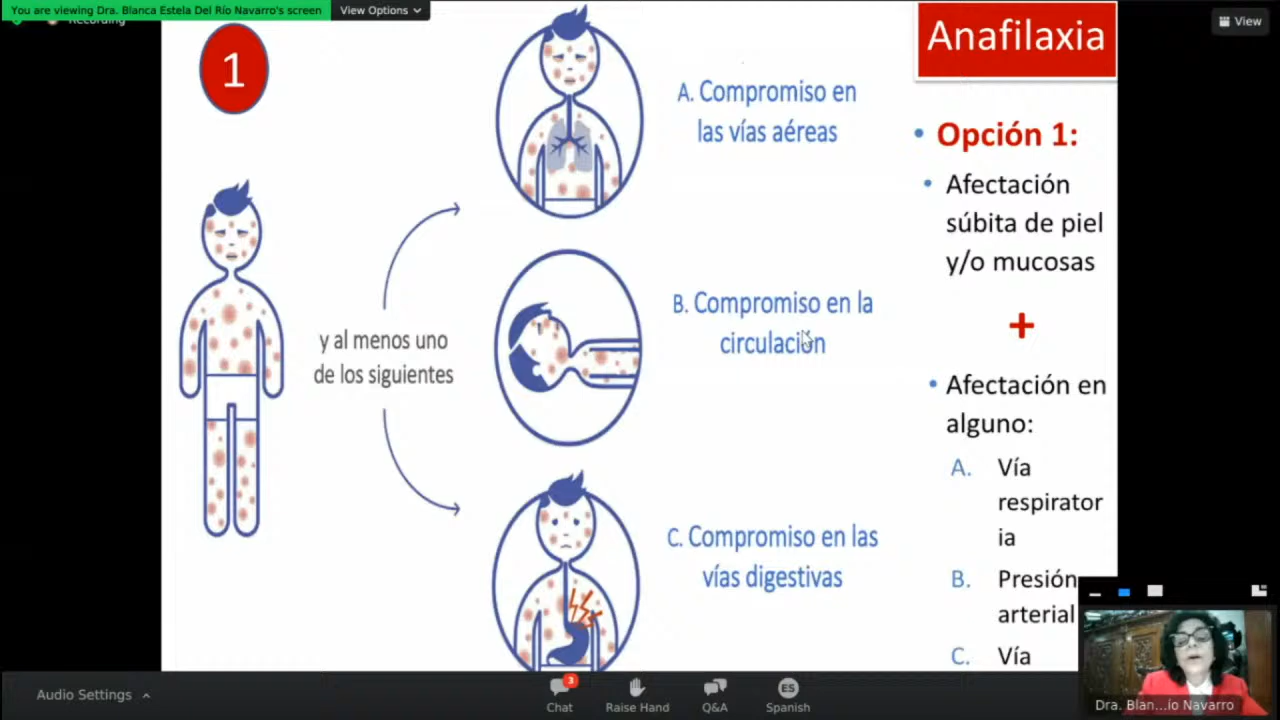 You are viewing Dra. Blanca Estela Del Río Navarro's screen
View Options
Recording
View
1
y al menos uno
de los siguientes
A. Compromiso en
las vías aéreas
B. Compromiso en la
circulación
C. Compromiso en las
vías digestivas
Anafilaxia
• Opción 1:
• Afectación
súbita de piel
y/o mucosas
+
• Afectación en
alguno:
A. Vía
respirator
ia
B. Presión
arterial
C. Vía
Dra. Blan...ío Navarro
Audio Settings
3
Chat
Raise Hand
Q&A
ES
Spanish